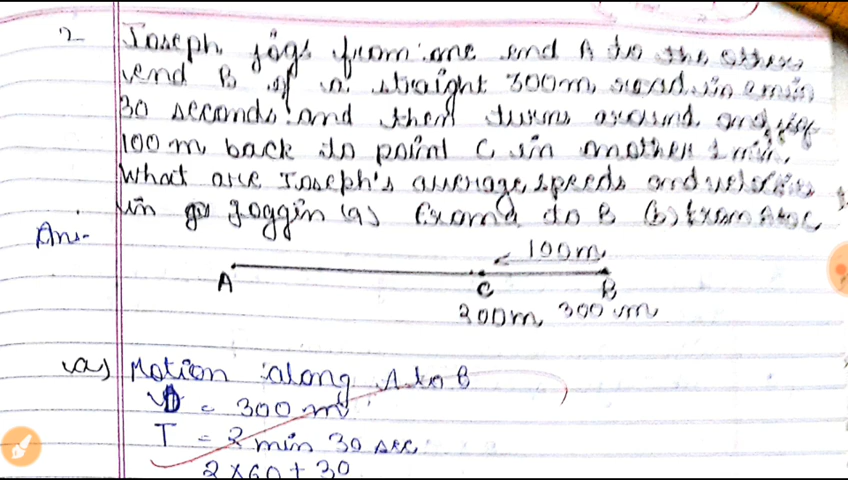 2 Joseph jogs from one end A to the other
end B of a straight 300m road in 2 min
30 seconds and then turns around and jogs
100 m back to point C in another 1 min.
What are Joseph's average speeds and velocities
in joggin (a) from A to B (b) from A to C
Ans-
100m
A C B
200m 300 m
(a) Motion along A to B
= 300 m
T = 2 min 30 sec
2x60 + 30